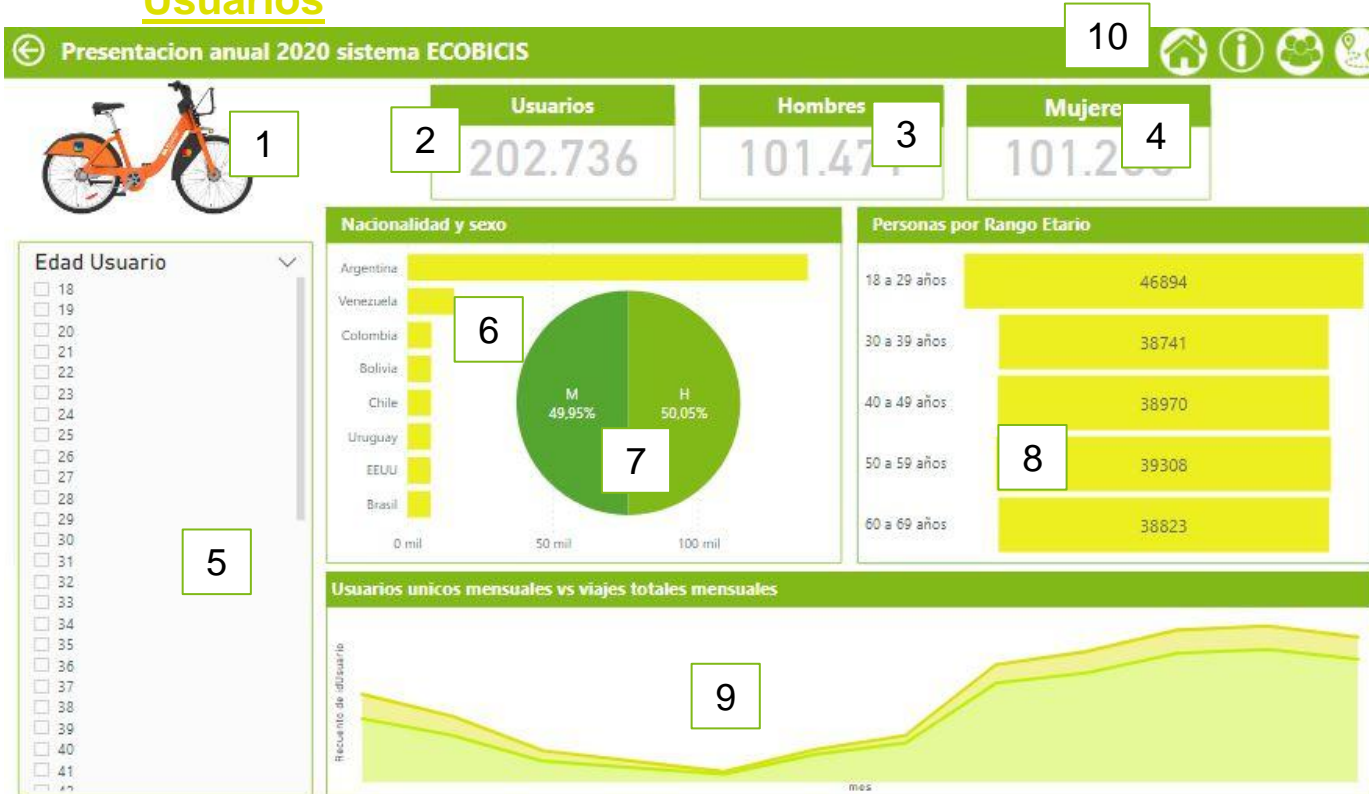 Usuarios
10
Presentacion anual 2020 sistema ECOBICIS
1
2
Usuarios
202.736
Hombres
3
101.47
Mujere
4
101.2
Edad Usuario
18
19
20
21
22
23
24
25
26
27
28
29
30
31
32
33
34
35
36
37
38
39
40
41
5
Nacionalidad y sexo
Argentina
Venezuela
Colombia
Bolivia
Chile
Uruguay
EEUU
Brasil
6
M
49,95%
H
50,05%
7
0 mil
50 mil
100 mil
Personas por Rango Etario
18 a 29 años
46894
30 a 39 años
38741
40 a 49 años
38970
50 a 59 años
8
39308
60 a 69 años
38823
Usuarios unicos mensuales vs viajes totales mensuales
Recuento de idUsuario
9
mes